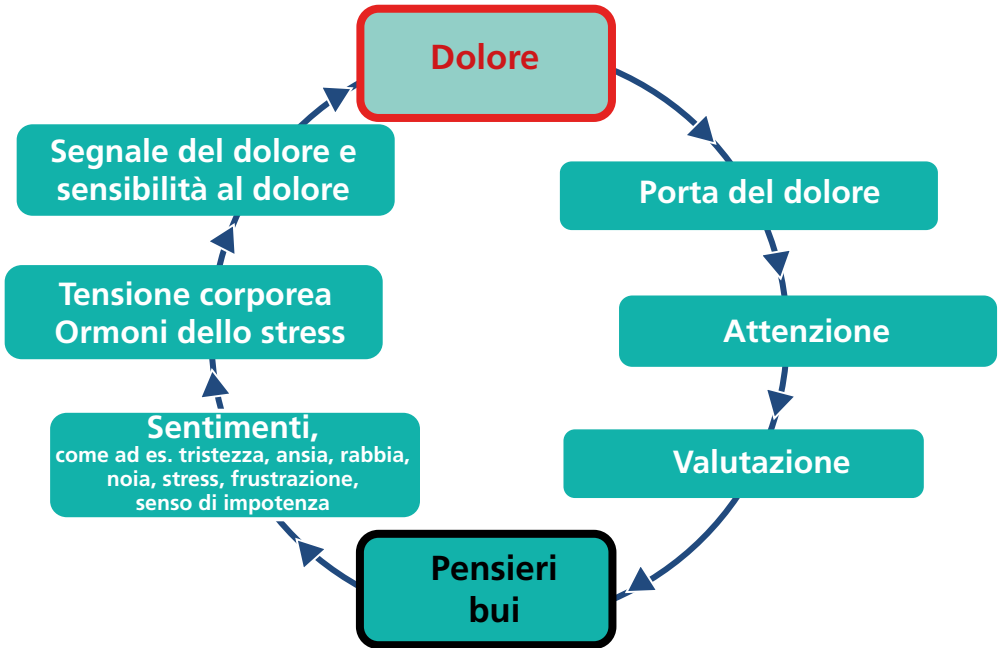 Dolore
Porta del dolore
Attenzione
Valutazione
Pensieri
bui
Sentimenti,
come ad es. tristezza, ansia, rabbia,
noia, stress, frustrazione,
senso di impotenza
Tensione corporea
Ormoni dello stress
Segnale del dolore e
sensibilità al dolore